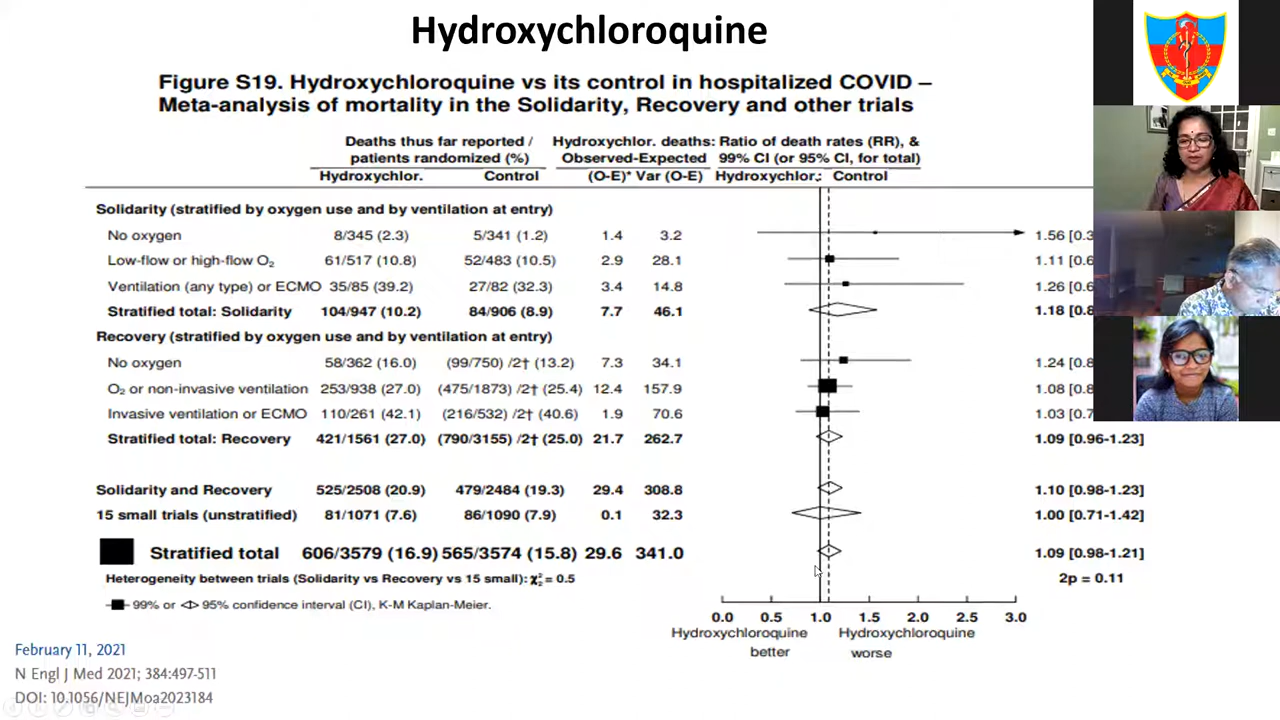 Hydroxychloroquine
Figure S19. Hydroxychloroquine vs its control in hospitalized COVID –
Meta-analysis of mortality in the Solidarity, Recovery and other trials
Deaths thus far reported / Hydroxychlor. deaths: Ratio of death rates (RR), &
patients randomized (%) Observed-Expected 99% CI (or 95% CI, for total)
Hydroxychlor. Control (O-E)* Var (O-E) Hydroxychlor.: Control
Solidarity (stratified by oxygen use and by ventilation at entry)
No oxygen 8/345 (2.3) 5/341 (1.2) 1.4 3.2 1.56
Low-flow or high-flow O₂ 61/517 (10.8) 52/483 (10.5) 2.9 28.1 1.11
Ventilation (any type) or ECMO 35/85 (39.2) 27/82 (32.3) 3.4 14.8 1.26
Stratified total: Solidarity 104/947 (10.2) 84/906 (8.9) 7.7 46.1 1.18
Recovery (stratified by oxygen use and by ventilation at entry)
No oxygen 58/362 (16.0) (99/750) /2† (13.2) 7.3 34.1 1.24
O₂ or non-invasive ventilation 253/938 (27.0) (475/1873) /2† (25.4) 12.4 157.9 1.08
Invasive ventilation or ECMO 110/261 (42.1) (216/532) /2† (40.6) 1.9 70.6 1.03
Stratified total: Recovery 421/1561 (27.0) (790/3155) /2† (25.0) 21.7 262.7 1.09 [0.96-1.23]
Solidarity and Recovery 525/2508 (20.9) 479/2484 (19.3) 29.4 308.8 1.10 [0.98-1.23]
15 small trials (unstratified) 81/1071 (7.6) 86/1090 (7.9) 0.1 32.3 1.00 [0.71-1.42]
Stratified total 606/3579 (16.9) 565/3574 (15.8) 29.6 341.0 1.09 [0.98-1.21]
Heterogeneity between trials (Solidarity vs Recovery vs 15 small): χ²₂ = 0.5 2p = 0.11
99% or 95% confidence interval (CI), K-M Kaplan-Meier.
0.0 0.5 1.0 1.5 2.0 2.5 3.0
Hydroxychloroquine Hydroxychloroquine
better worse
February 11, 2021
N Engl J Med 2021; 384:497-511
DOI: 10.1056/NEJMoa2023184